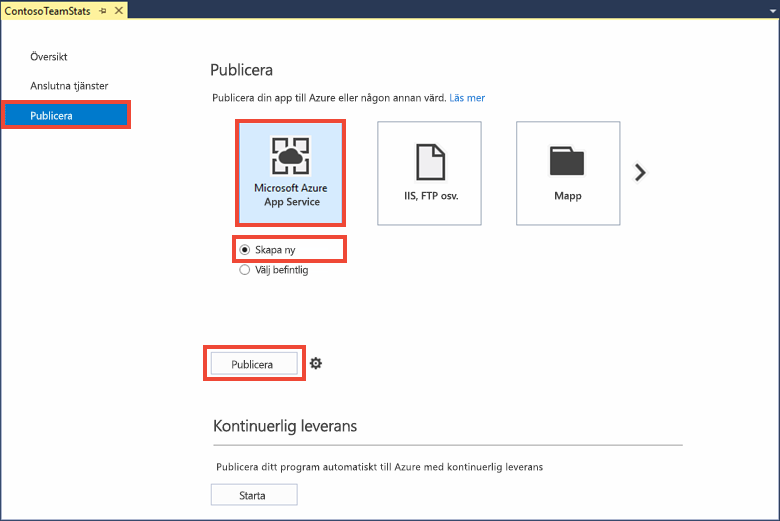 ContosoTeamStats
Översikt
Anslutna tjänster
Publicera
Publicera
Publicera din app till Azure eller någon annan värd. Läs mer
Microsoft Azure
App Service
IIS, FTP osv.
Mapp
Skapa ny
Välj befintlig
Publicera
Kontinuerlig leverans
Publicera ditt program automatiskt till Azure med kontinuerlig leverans
Starta